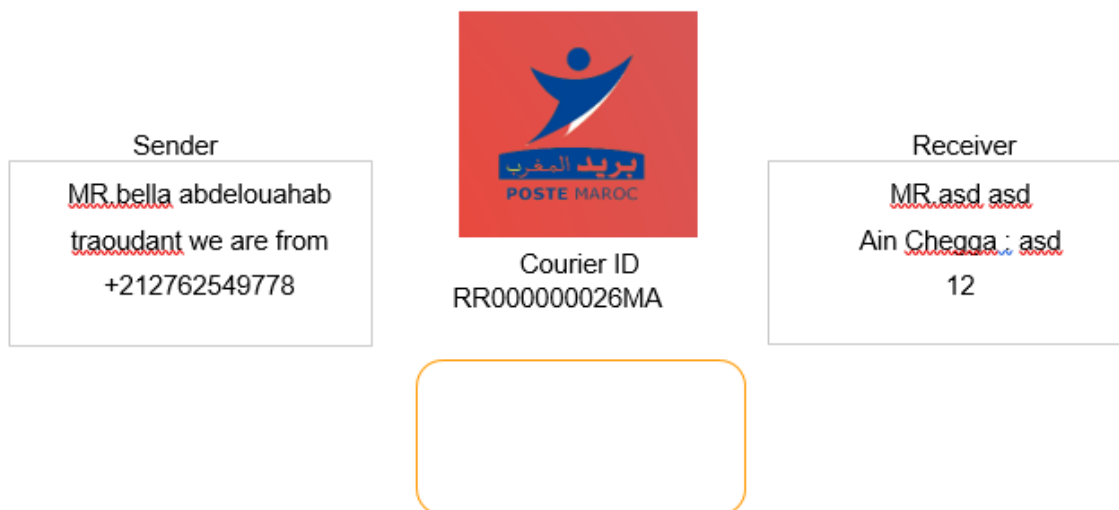 Sender
MR.bella abdelouahab
traoudant we are from
+212762549778
بريد المغرب
POSTE MAROC
Courier ID
RR000000026MA
Receiver
MR.asd asd
Ain Chegga : asd
12